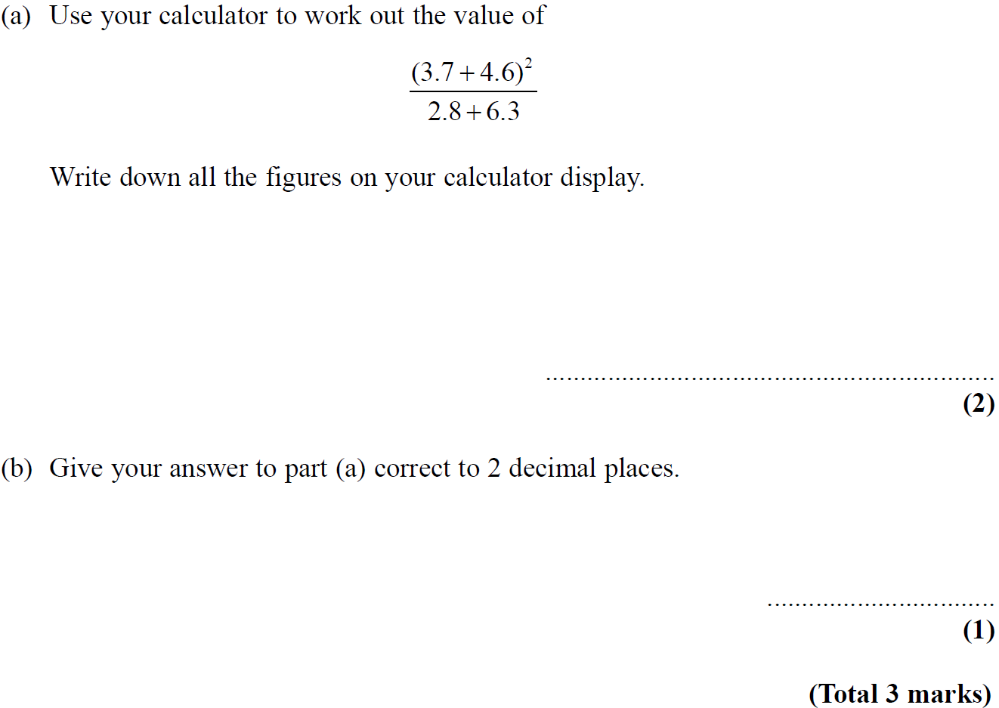 (a) Use your calculator to work out the value of
(3.7+4.6)²
2.8+6.3
Write down all the figures on your calculator display.
..................................................................
(2)
(b) Give your answer to part (a) correct to 2 decimal places.
.................................
(1)
(Total 3 marks)